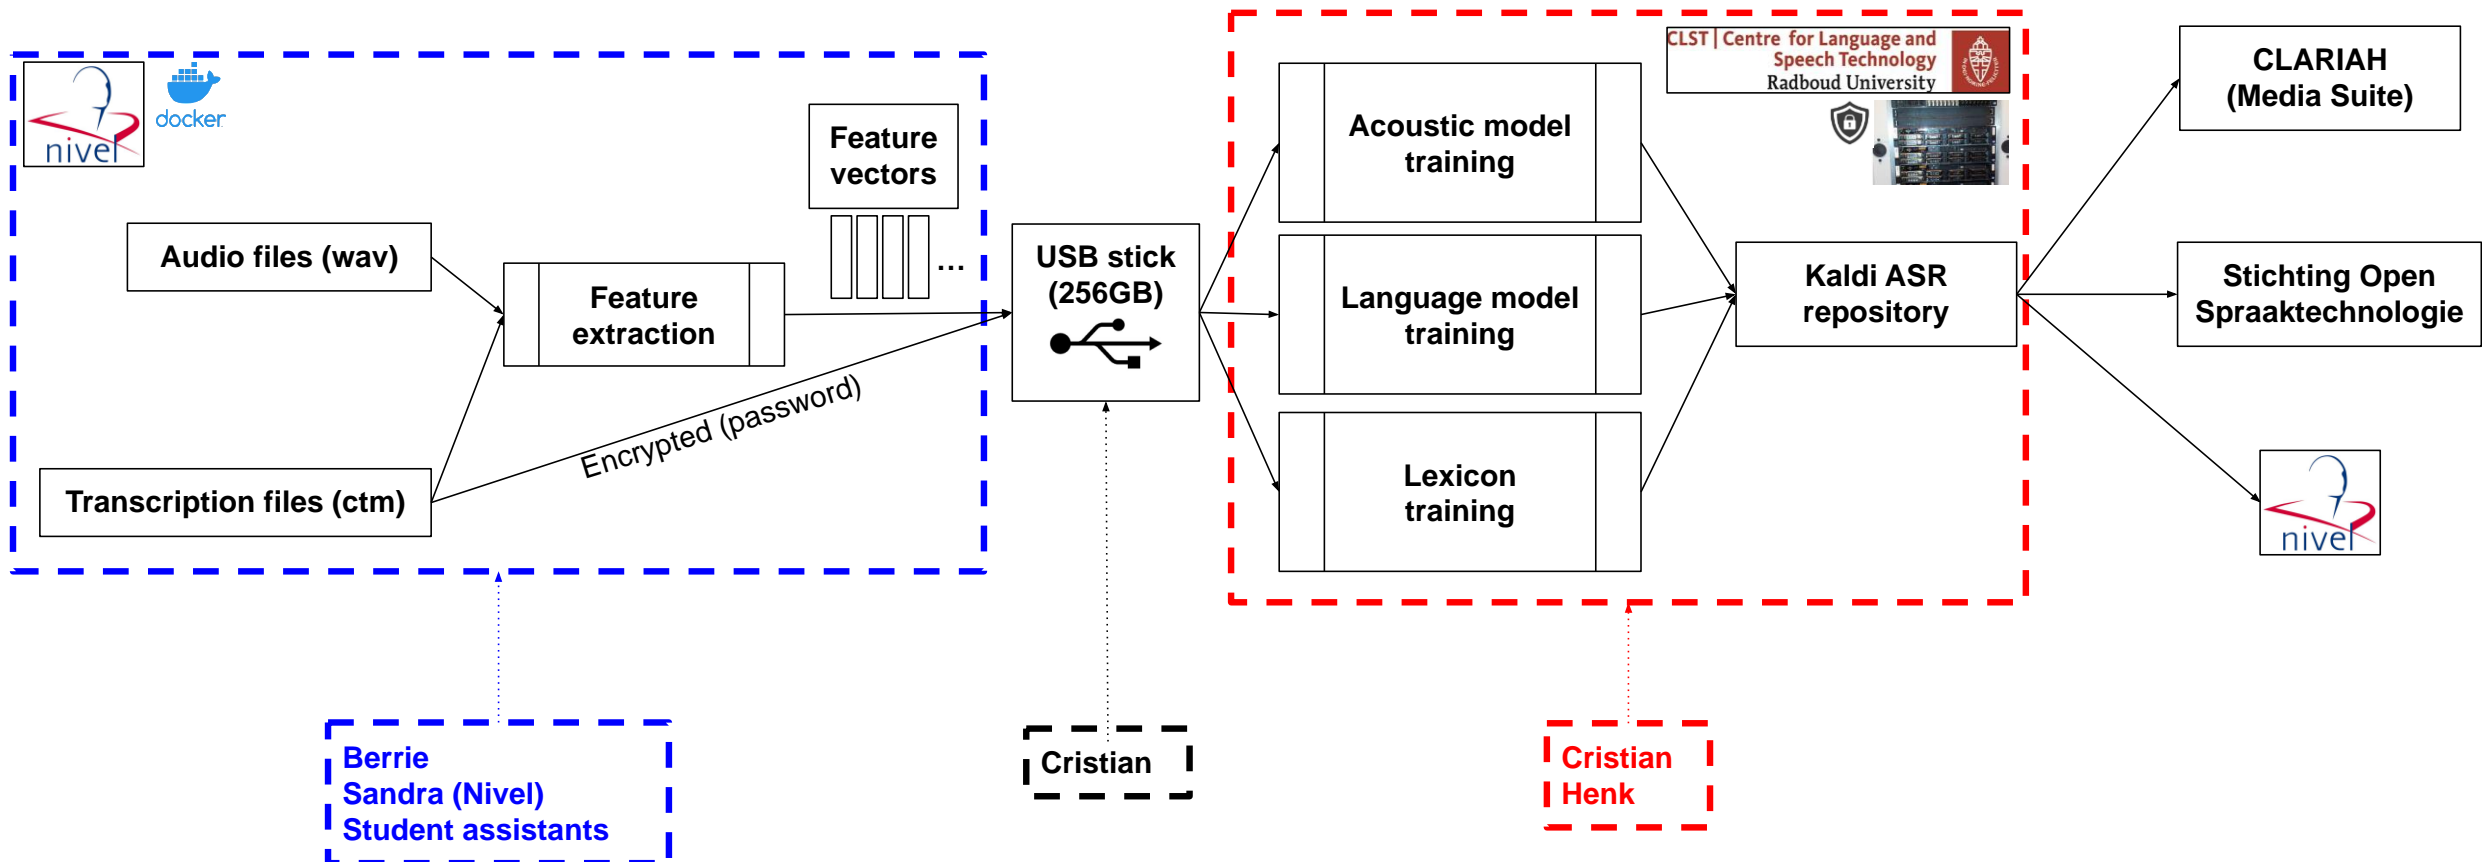 nivel
docker
Feature
vectors
Audio files (wav)
Feature
extraction
...
Transcription files (ctm)
Encrypted (password)
USB stick
(256GB)
CLST | Centre for Language and
Speech Technology
Radboud University
Acoustic model
training
Language model
training
Lexicon
training
Kaldi ASR
repository
CLARIAH
(Media Suite)
Stichting Open
Spraaktechnologie
nivel
Berrie
Sandra (Nivel)
Student assistants
Cristian
Cristian
Henk